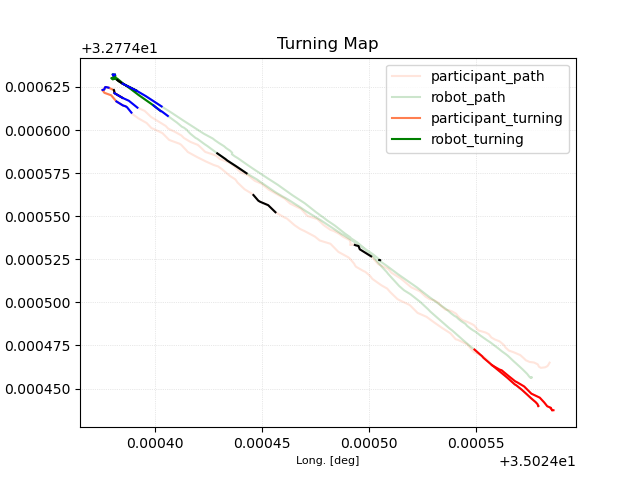 Turning Map
+3.2774e1
participant_path
robot_path
participant_turning
robot_turning
0.000625
0.000600
0.000575
0.000550
0.000525
0.000500
0.000475
0.000450
0.00040
0.00045
0.00050
0.00055
Long. [deg]
+3.5024e1